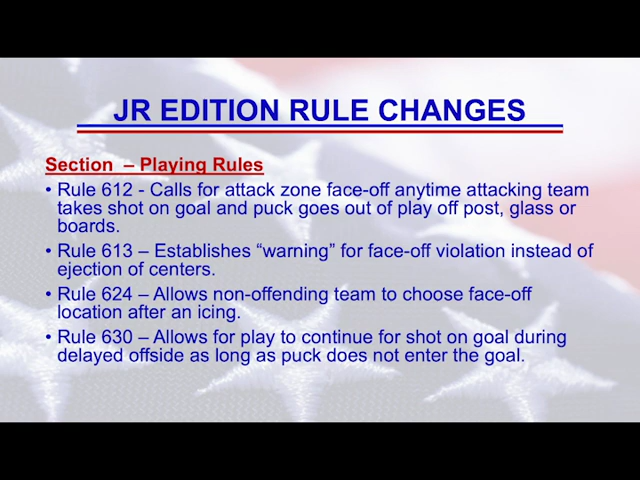 JR EDITION RULE CHANGES
Section – Playing Rules
• Rule 612 - Calls for attack zone face-off anytime attacking team
takes shot on goal and puck goes out of play off post, glass or
boards.
• Rule 613 – Establishes “warning” for face-off violation instead of
ejection of centers.
• Rule 624 – Allows non-offending team to choose face-off
location after an icing.
• Rule 630 – Allows for play to continue for shot on goal during
delayed offside as long as puck does not enter the goal.